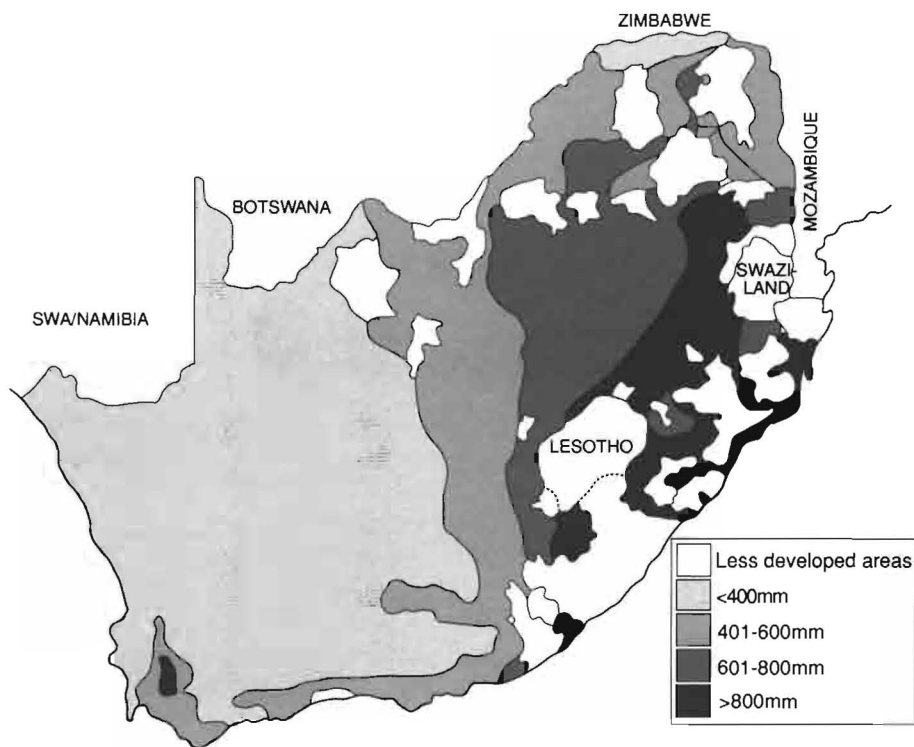 ZIMBABWE
MOZAMBIQUE
BOTSWANA
SWAZI-
LAND
SWA/NAMIBIA
LESOTHO
Less developed areas
<400mm
401-600mm
601-800mm
>800mm